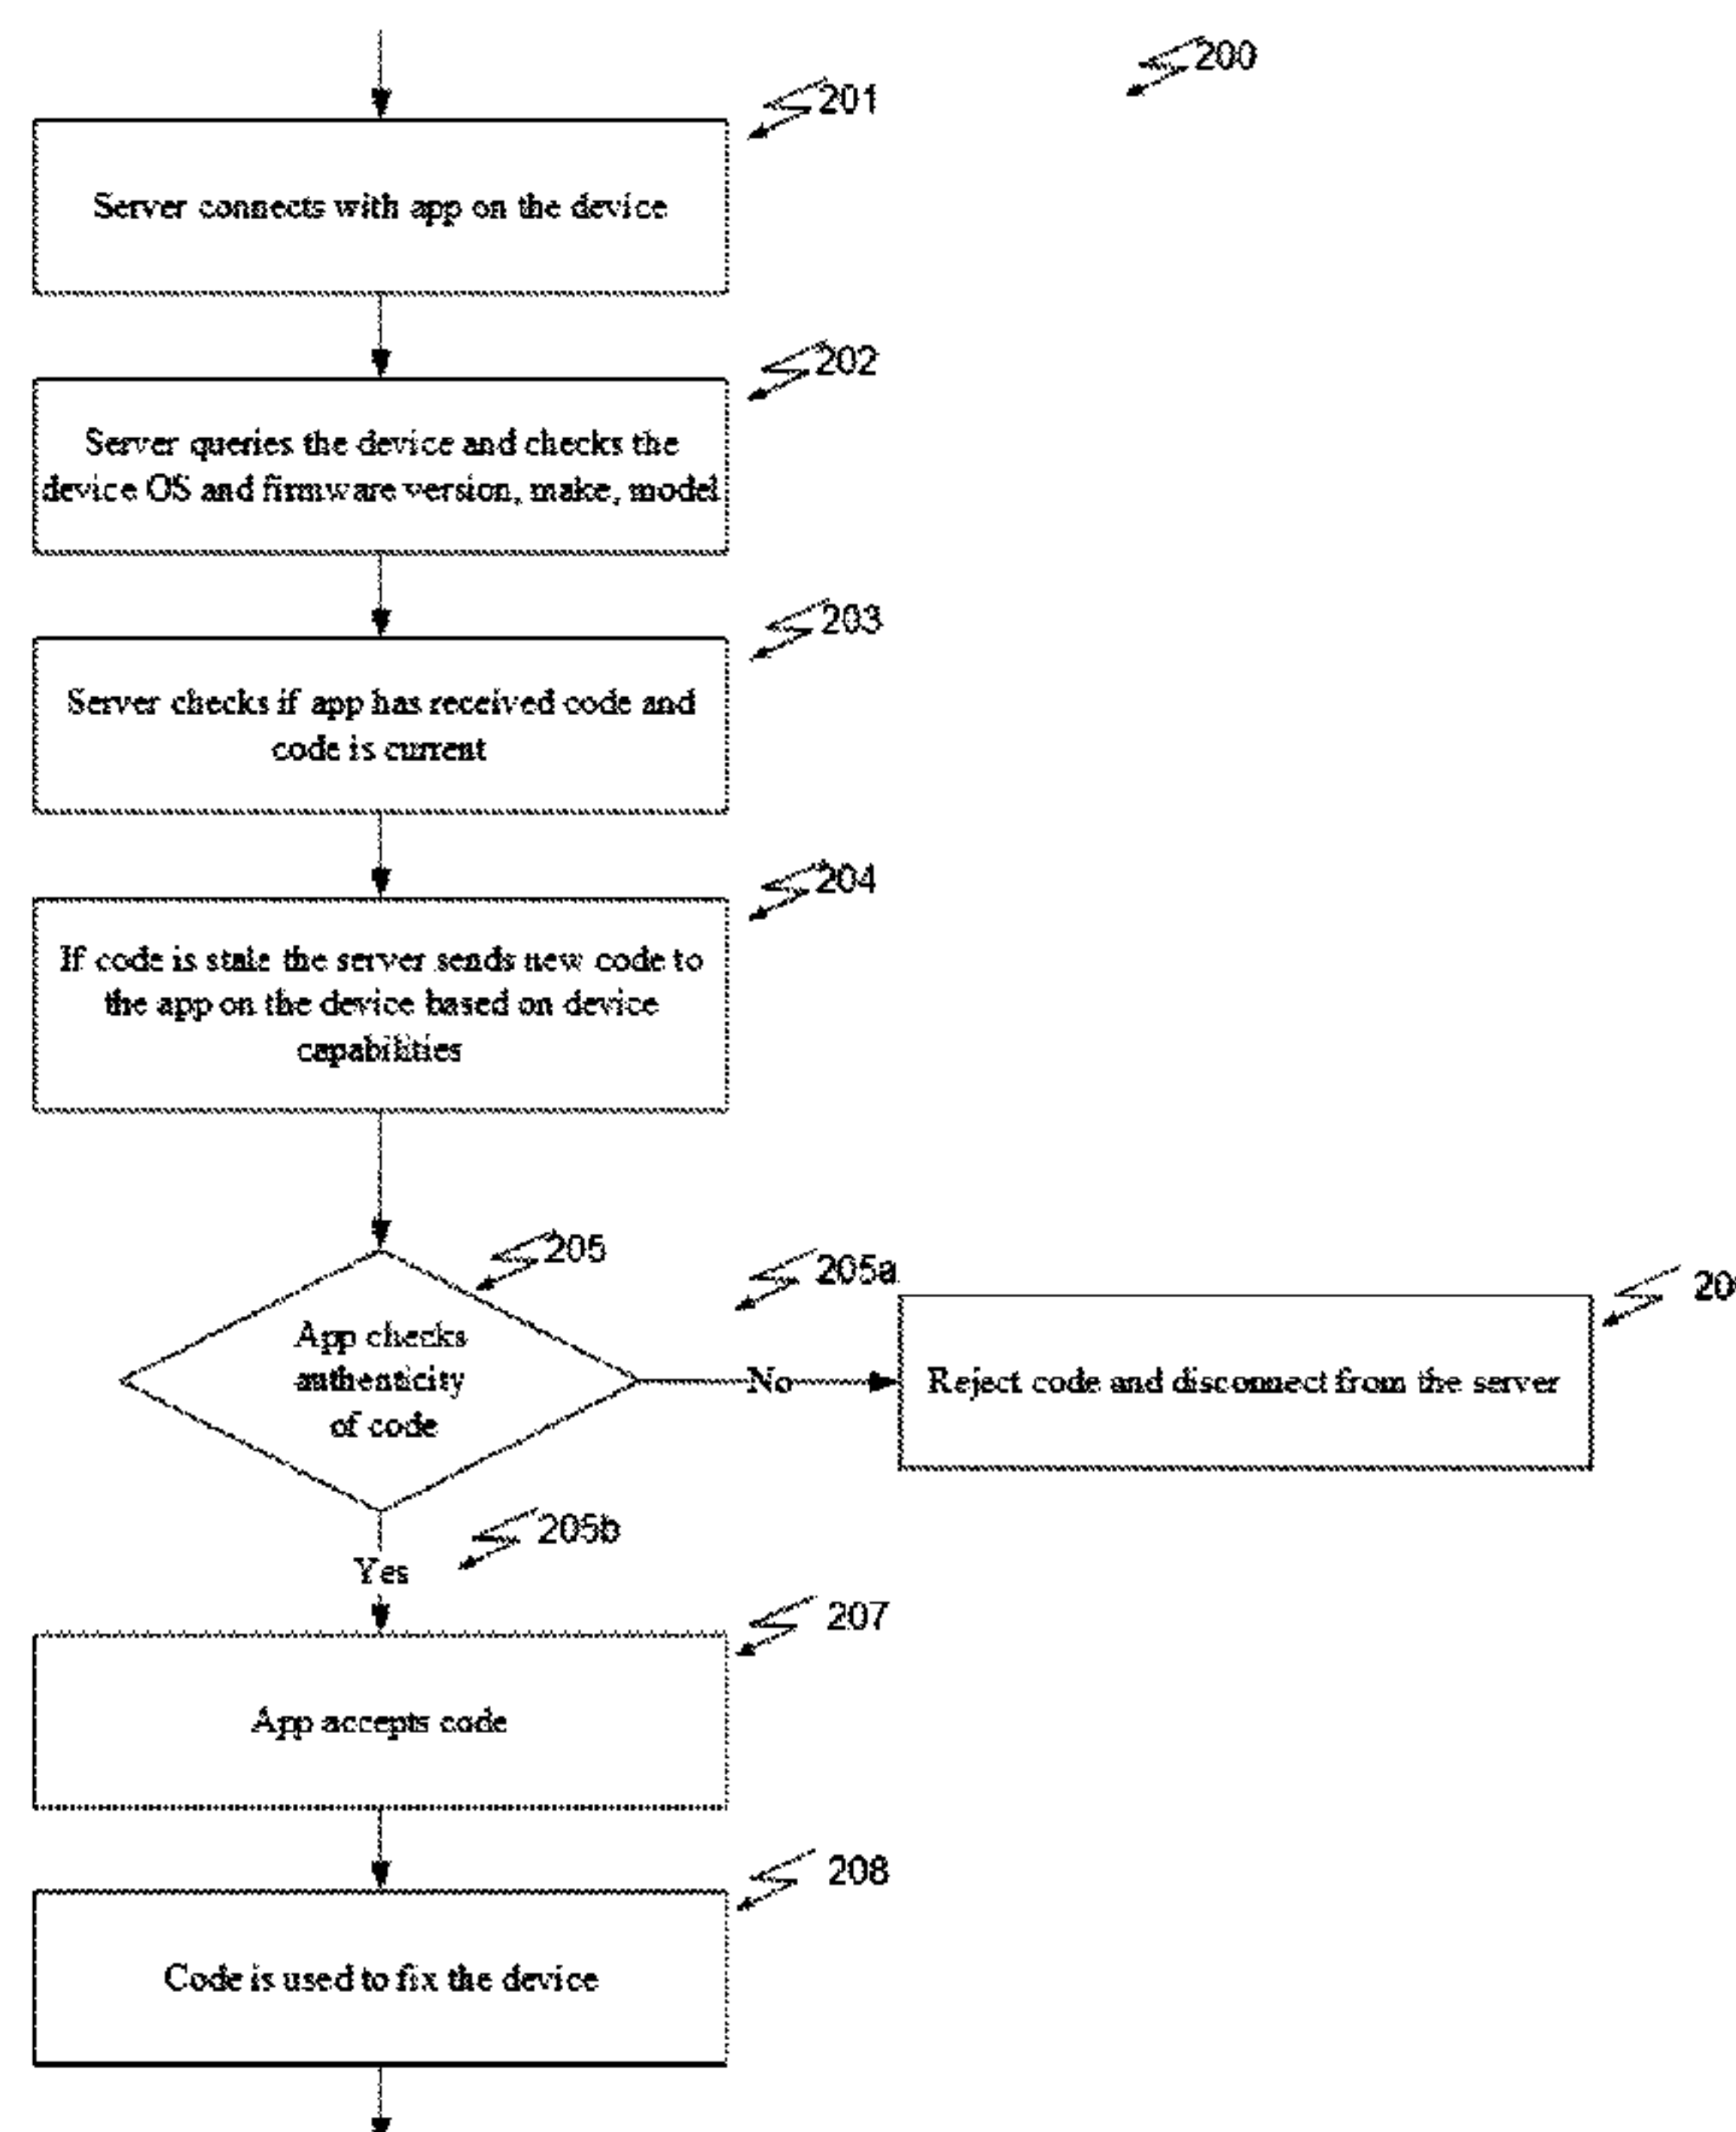 200
201
Server connects with app on the device
202
Server queries the device and checks the
device OS and firmware version, make, model
203
Server checks if app has received code and
code is current
204
If code is stale the server sends new code to
the app on the device based on device
capabilities
205
App checks
authenticity
of code
205a
No
20
Reject code and disconnect from the server
205b
Yes
207
App accepts code
208
Code is used to fix the device